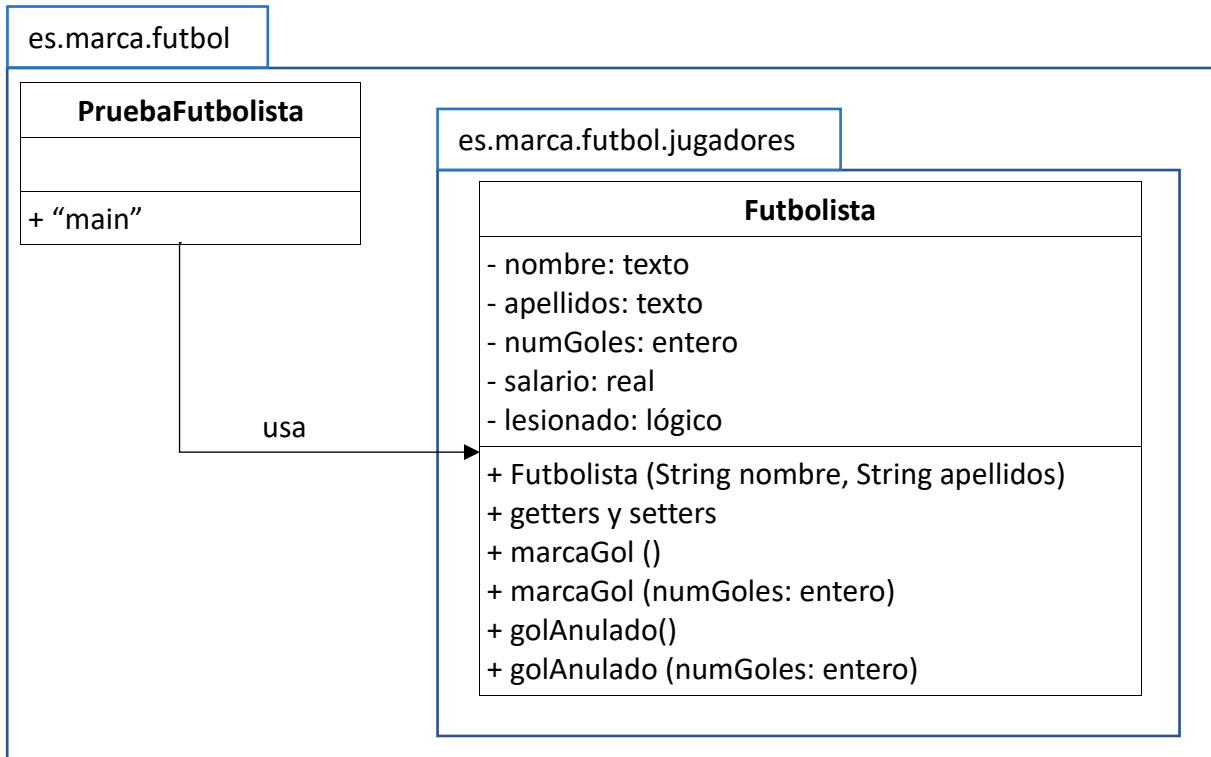 es.marca.futbol
PruebaFutbolista
+ “main”
usa
es.marca.futbol.jugadores
Futbolista
- nombre: texto
- apellidos: texto
- numGoles: entero
- salario: real
- lesionado: lógico
+ Futbolista (String nombre, String apellidos)
+ getters y setters
+ marcaGol ()
+ marcaGol (numGoles: entero)
+ golAnulado()
+ golAnulado (numGoles: entero)